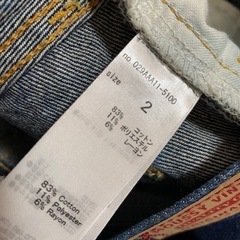 no. 029AAA11-5100
size
2
83%
コットン
11%
ポリエステル
6%
レーヨン
83% Cotton
11% Polyester
6% Rayon